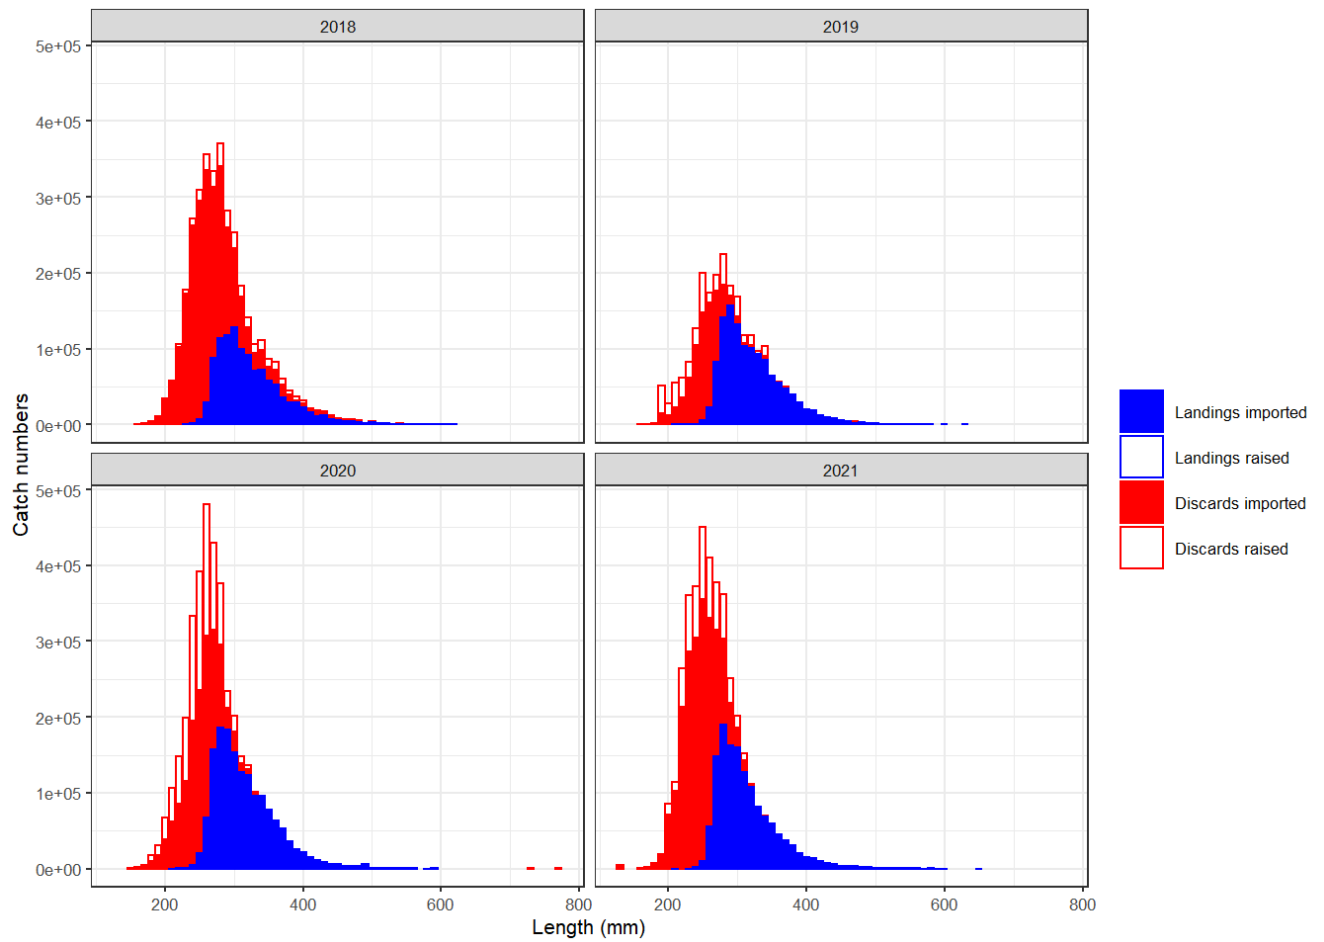 2018
2019
5e+05
4e+05
3e+05
2e+05
1e+05
0e+00
2020
2021
5e+05
4e+05
3e+05
2e+05
1e+05
0e+00
200
400
600
800
200
400
600
800
Length (mm)
Catch numbers
Landings imported
Landings raised
Discards imported
Discards raised